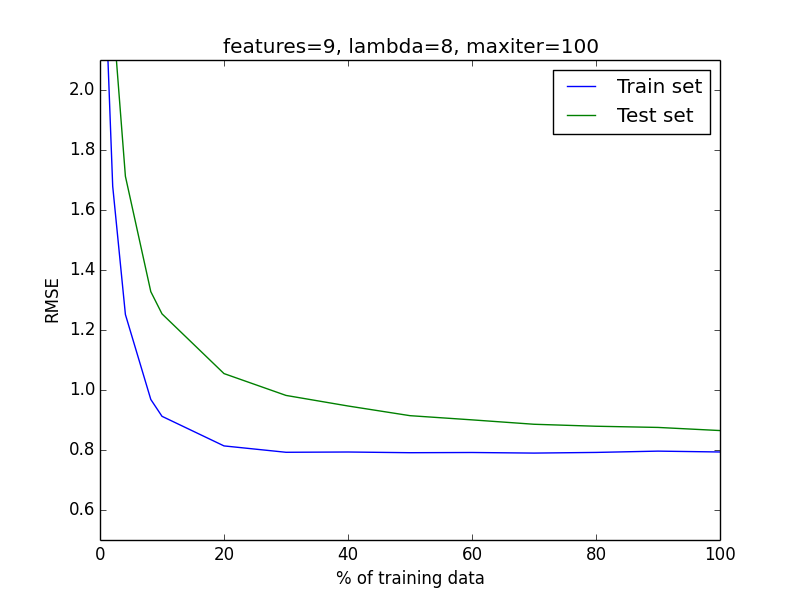 features=9, lambda=8, maxiter=100
Train set
Test set
2.0
1.8
1.6
1.4
1.2
1.0
0.8
0.6
RMSE
0 20 40 60 80 100
% of training data